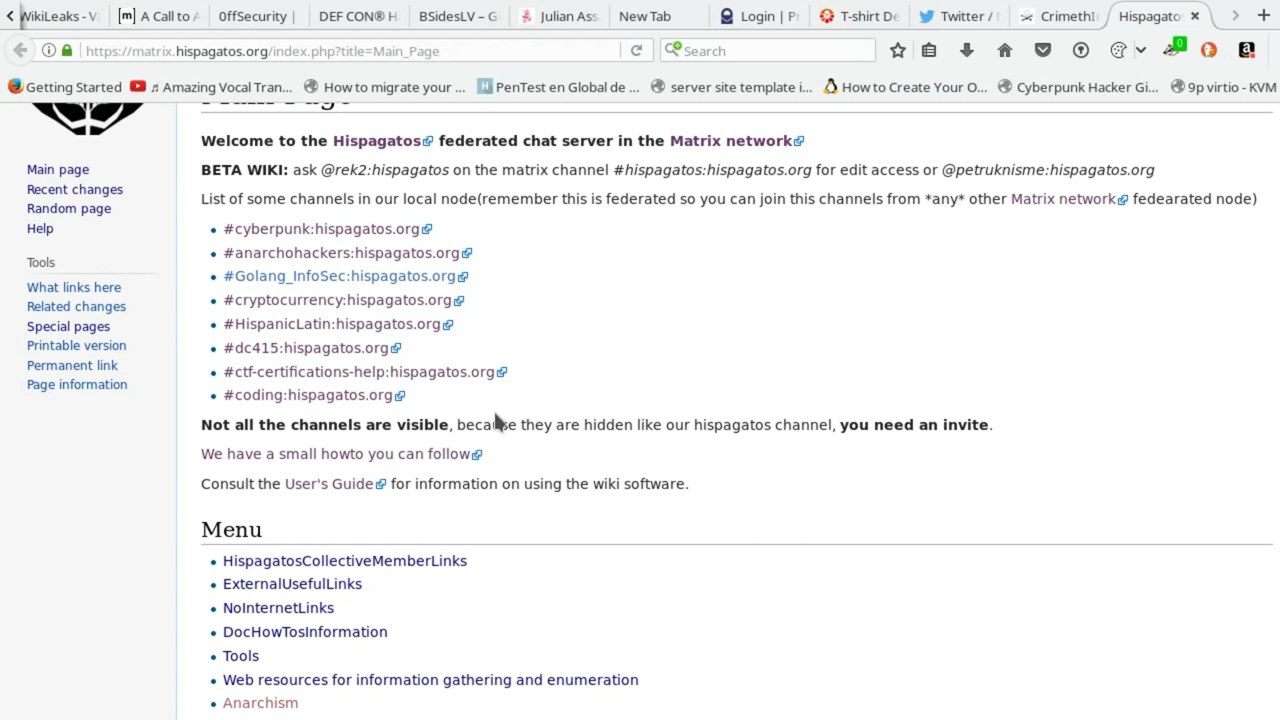 WikiLeaks - V
A Call to A
0ffSecurity |
DEF CON® H
BSidesLV – G
Julian Ass
New Tab
Login | P
T-shirt De
Twitter /
CrimethI
Hispagato
https://matrix.hispagatos.org/index.php?title=Main_Page
Search
0
Getting Started
♬ Amazing Vocal Tran...
How to migrate your ...
PenTest en Global de ...
server site template i...
How to Create Your O...
Cyberpunk Hacker Gi...
9p virtio - KVM
Main Page
Main page
Recent changes
Random page
Help
Tools
What links here
Related changes
Special pages
Printable version
Permanent link
Page information
Welcome to the Hispagatos federated chat server in the Matrix network
BETA WIKI: ask @rek2:hispagatos on the matrix channel #hispagatos:hispagatos.org for edit access or @petruknisme:hispagatos.org
List of some channels in our local node(remember this is federated so you can join this channels from *any* other Matrix network fedearated node)
#cyberpunk:hispagatos.org
#anarchohackers:hispagatos.org
#Golang_InfoSec:hispagatos.org
#cryptocurrency:hispagatos.org
#HispanicLatin:hispagatos.org
#dc415:hispagatos.org
#ctf-certifications-help:hispagatos.org
#coding:hispagatos.org
Not all the channels are visible, because they are hidden like our hispagatos channel, you need an invite.
We have a small howto you can follow
Consult the User's Guide for information on using the wiki software.
Menu
HispagatosCollectiveMemberLinks
ExternalUsefulLinks
NoInternetLinks
DocHowTosInformation
Tools
Web resources for information gathering and enumeration
Anarchism